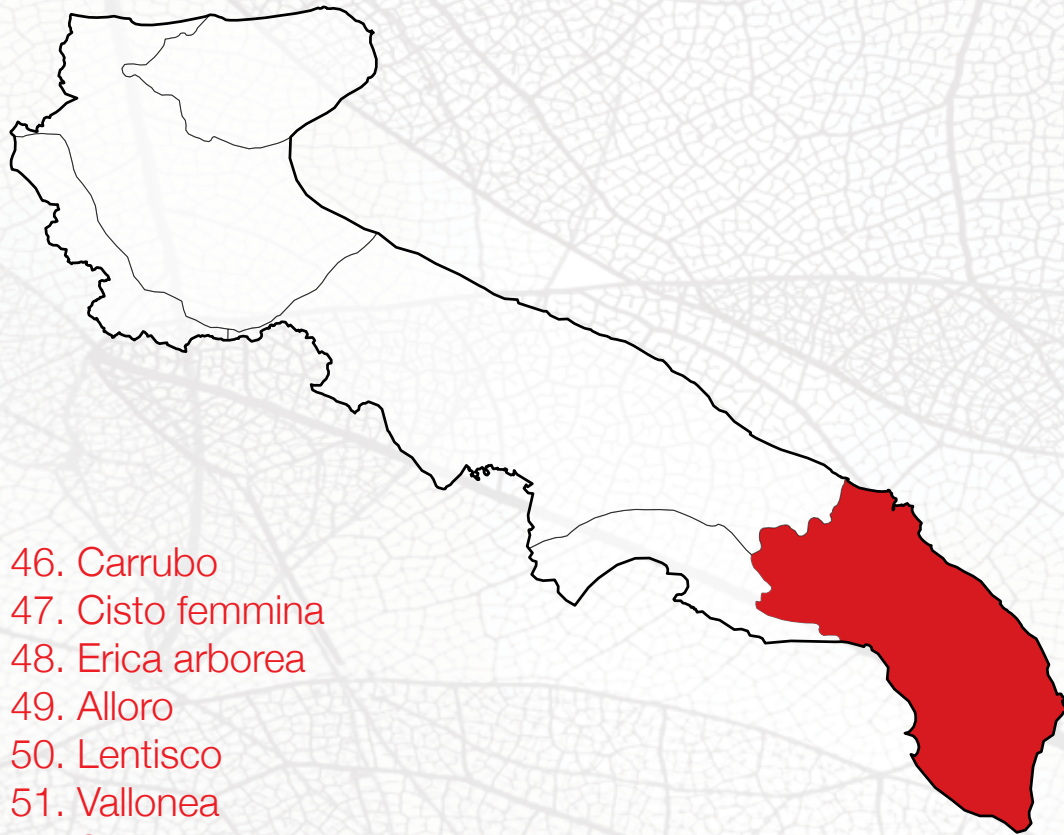 46. Carrubo
47. Cisto femmina
48. Erica arborea
49. Alloro
50. Lentisco
51. Vallonea